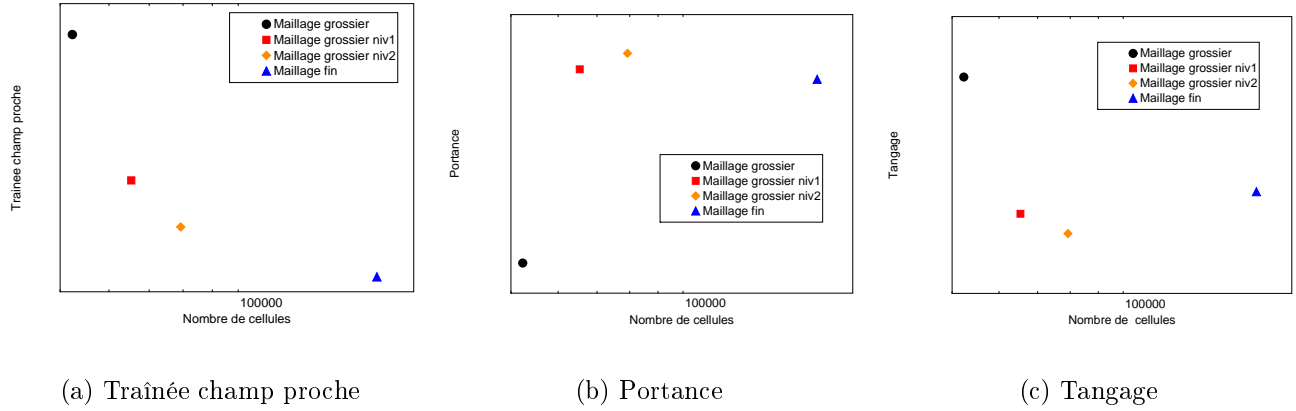 Maillage grossier
Maillage grossier niv1
Maillage grossier niv2
Maillage fin
Trainee champ proche
100000
Nombre de cellules
(a) Traînée champ proche
Portance
Maillage grossier
Maillage grossier niv1
Maillage grossier niv2
Maillage fin
100000
Nombre de cellules
(b) Portance
Maillage grossier
Maillage grossier niv1
Maillage grossier niv2
Maillage fin
Tangage
100000
Nombre de cellules
(c) Tangage